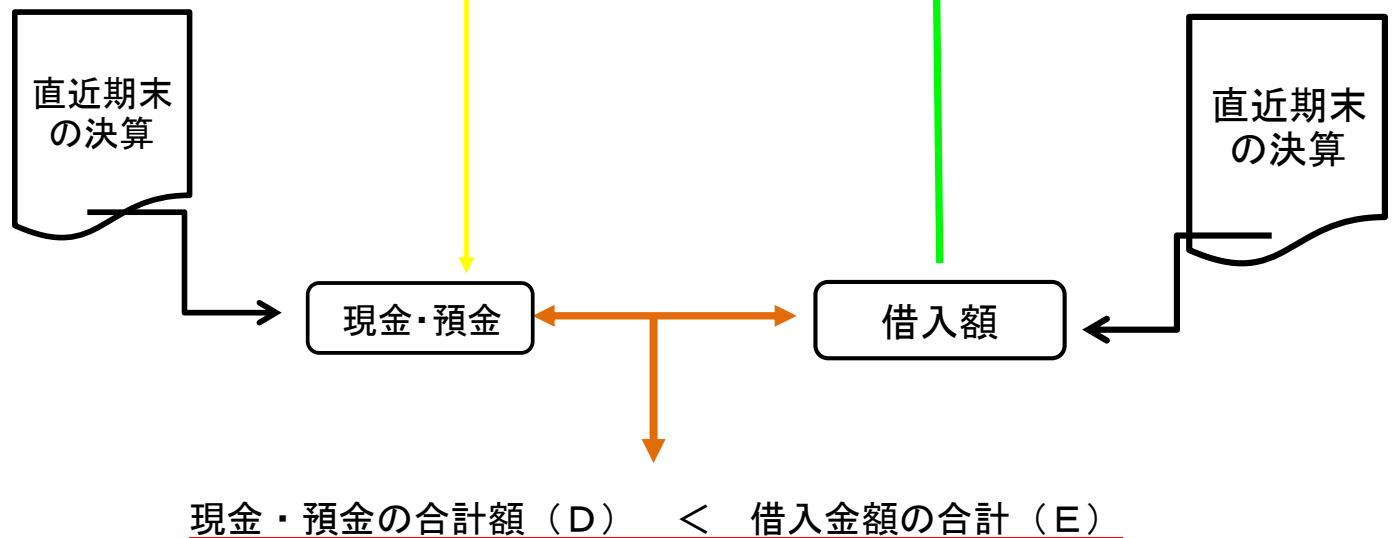 直近期末
の決算
直近期末
の決算
現金・預金
借入額
現金・預金の合計額（Ｄ）　＜　借入金額の合計（Ｅ）